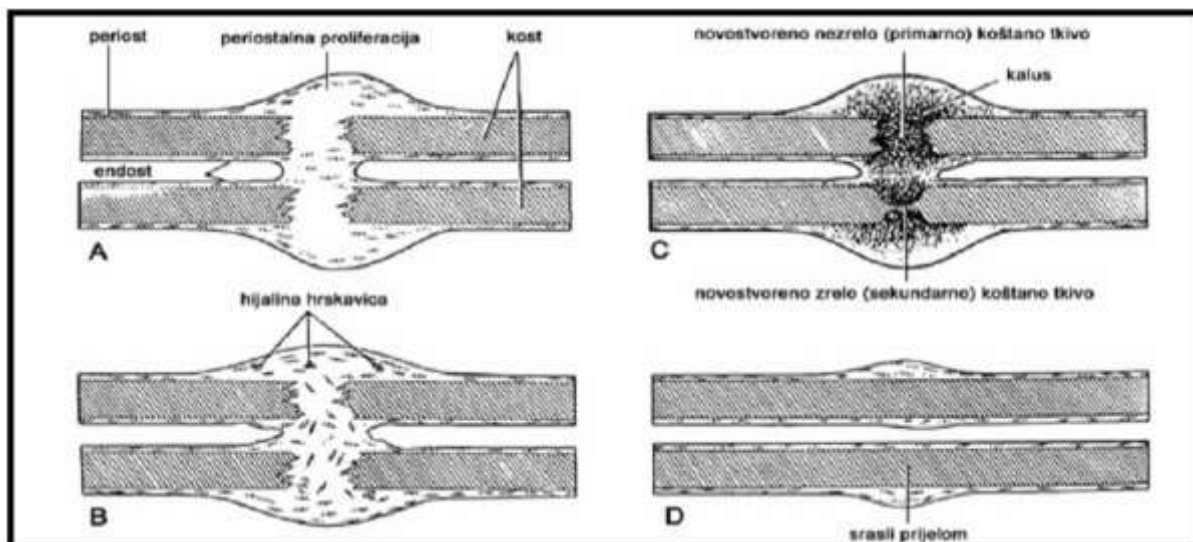 periost
periostalna proliferacija
kost
endost
A
hijalina hrskavica
B
novostvoreno nezrelo (primarno) koštano tkivo
kalus
C
novostvoreno zrelo (sekundarno) koštano tkivo
D
srasli prijelom